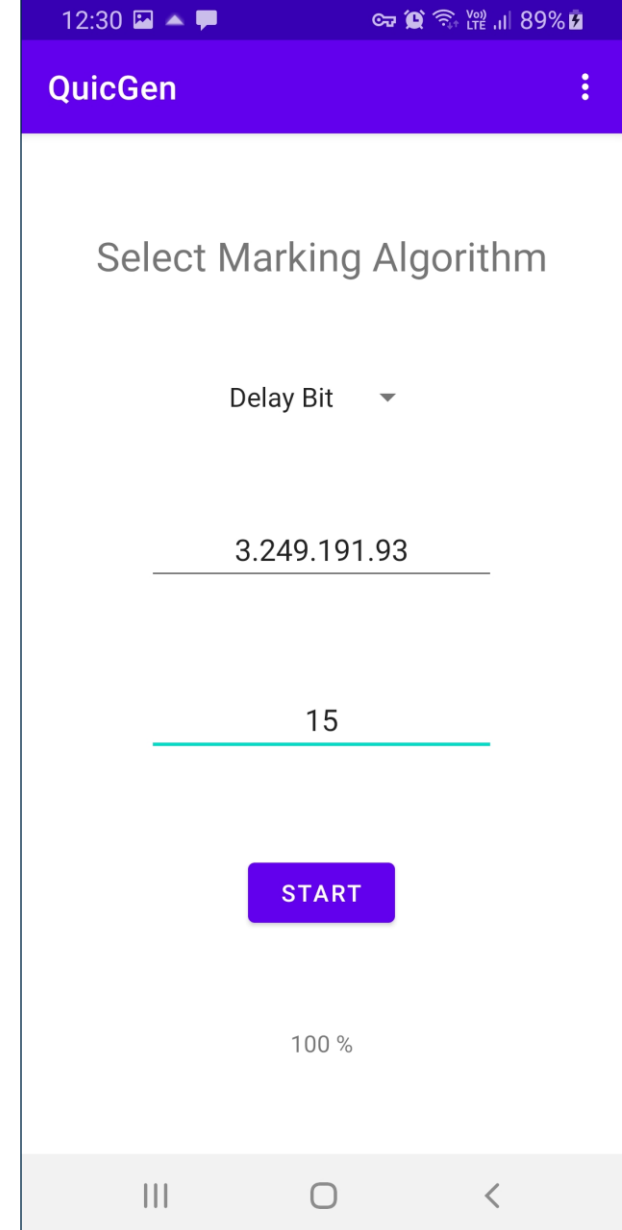 12:30 89%
QuicGen
Select Marking Algorithm
Delay Bit
3.249.191.93
15
START
100 %